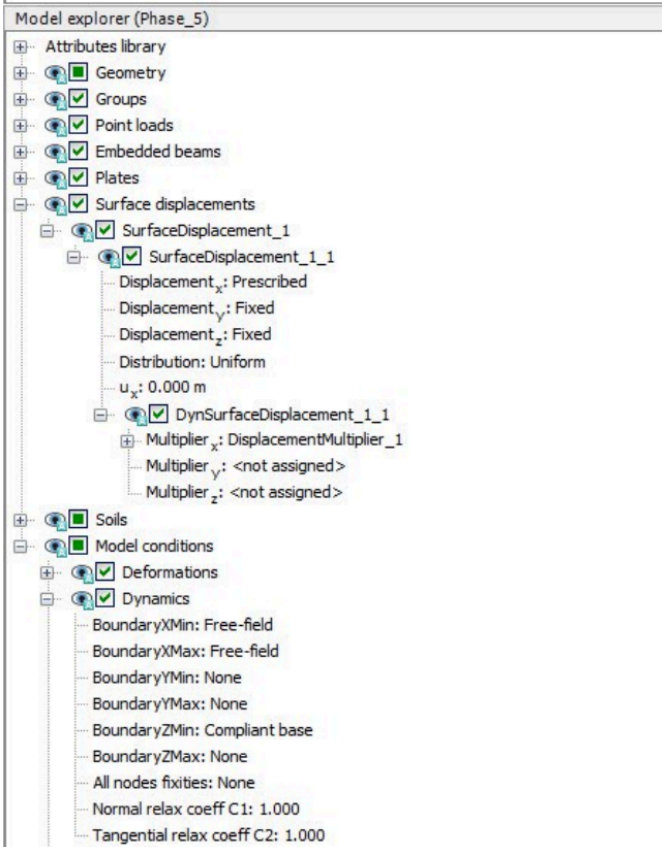 Model explorer (Phase_5)
Attributes library
Geometry
Groups
Point loads
Embedded beams
Plates
Surface displacements
SurfaceDisplacement_1
SurfaceDisplacement_1_1
Displacementx: Prescribed
Displacementy: Fixed
Displacementz: Fixed
Distribution: Uniform
ux: 0.000 m
DynSurfaceDisplacement_1_1
Multiplierx: DisplacementMultiplier_1
Multipliery: <not assigned>
Multiplierz: <not assigned>
Soils
Model conditions
Deformations
Dynamics
BoundaryXMin: Free-field
BoundaryXMax: Free-field
BoundaryYMin: None
BoundaryYMax: None
BoundaryZMin: Compliant base
BoundaryZMax: None
All nodes fixities: None
Normal relax coeff C1: 1.000
Tangential relax coeff C2: 1.000